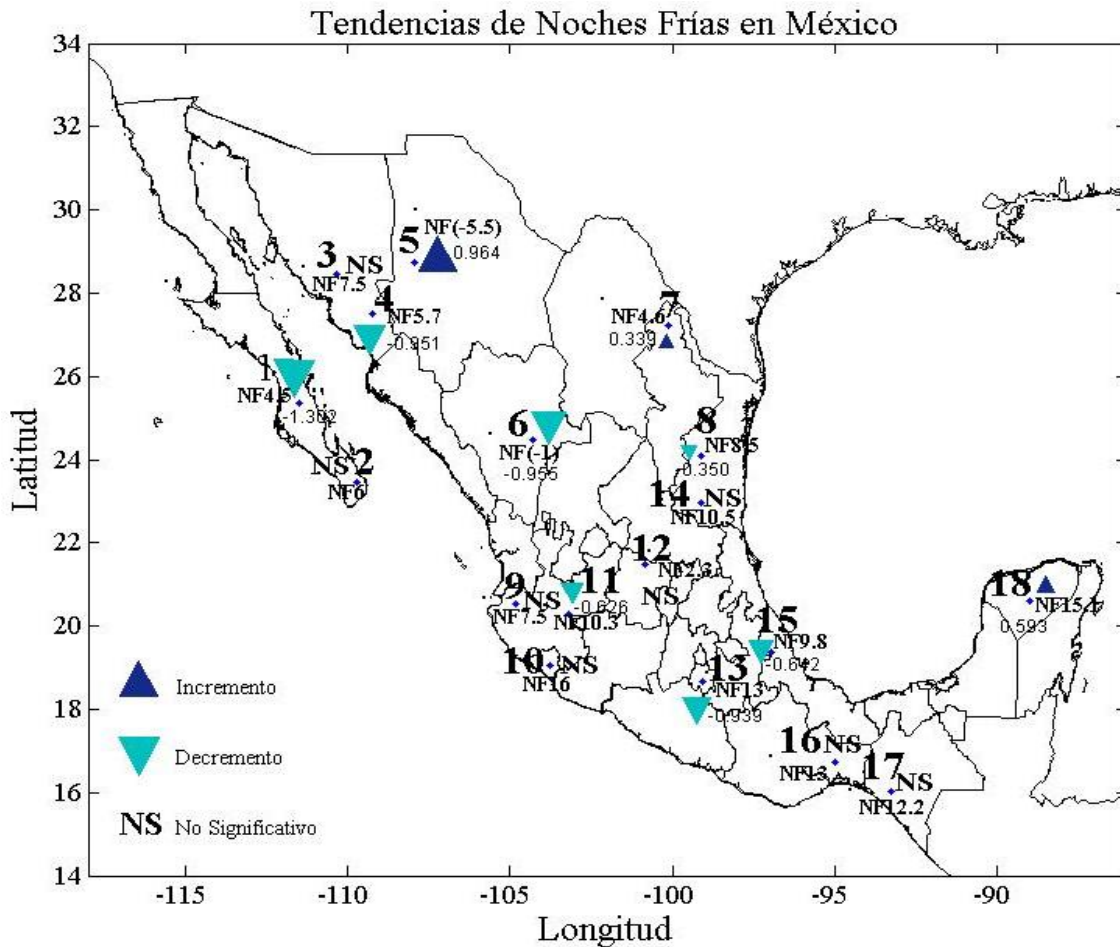 Tendencias de Noches Frías en México
34
32
30
28
26
24
22
20
18
16
14
Latitud
5 NF(-5.5)
0.964
3 NS
NF7.5
4
NF5.7
-0.951
7
NF4.6
0.339
1
NF4.5
-1.302
6
NF(-1)
-0.955
8
NF8.5
-0.350
NS 2
NF6
14 NS
NF10.5
12
NF2.3
NS
11
-0.626
NF10.3
9 NS
NF7.5
10 NS
NF16
15
NF9.8
-0.642
13
NF13
-0.939
18
NF15.1
0.593
16 NS
NF13
17 NS
NF12.2
Incremento
Decremento
NS No Significativo
-115 -110 -105 -100 -95 -90
Longitud